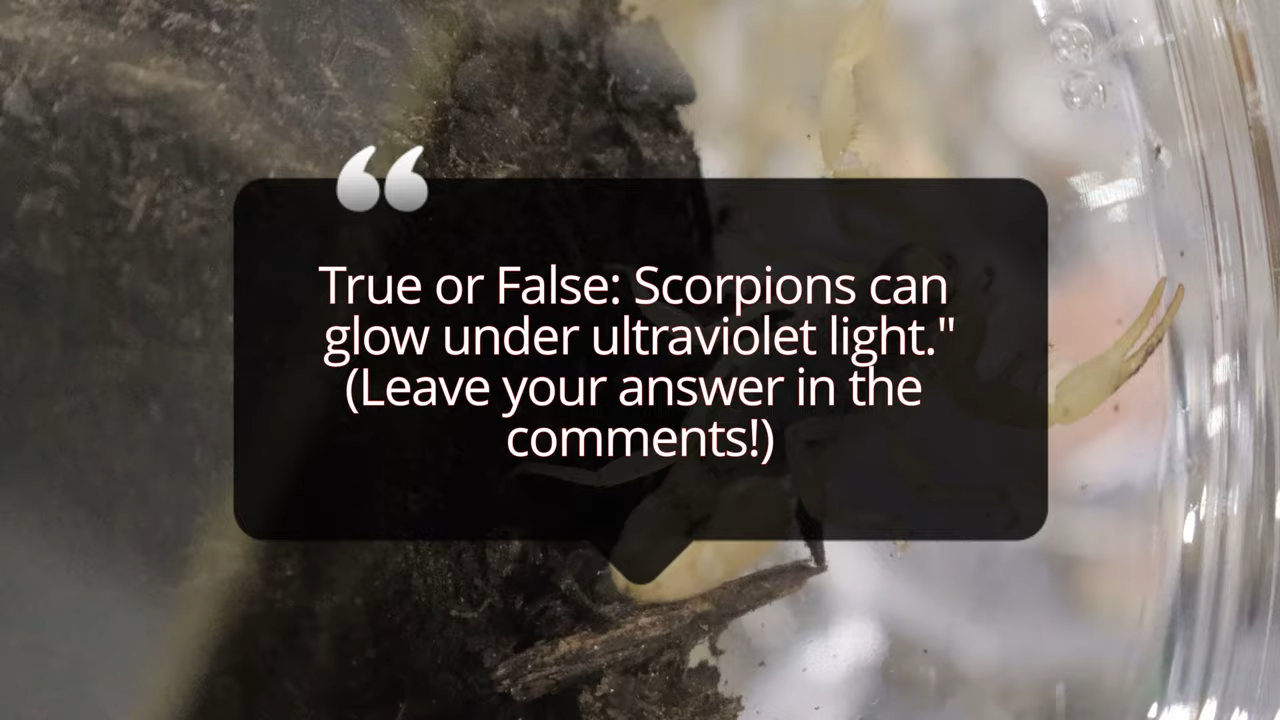 “
True or False: Scorpions can
glow under ultraviolet light."
(Leave your answer in the
comments!)